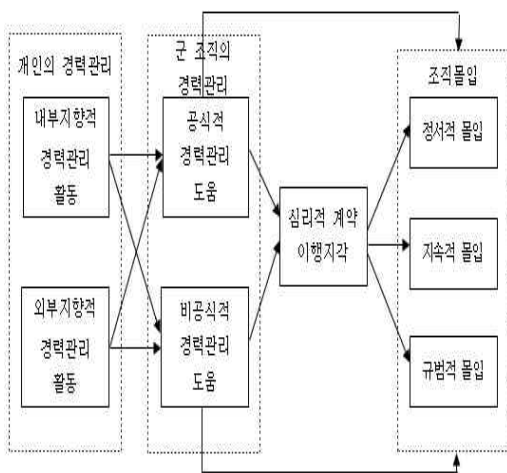 개인의 경력관리
내부지향적
경력관리
활동
외부지향적
경력관리
활동
군 조직의
경력관리
공식적
경력관리
도움
비공식적
경력관리
도움
심리적 계약
이행지각
조직몰입
정서적 몰입
지속적 몰입
규범적 몰입